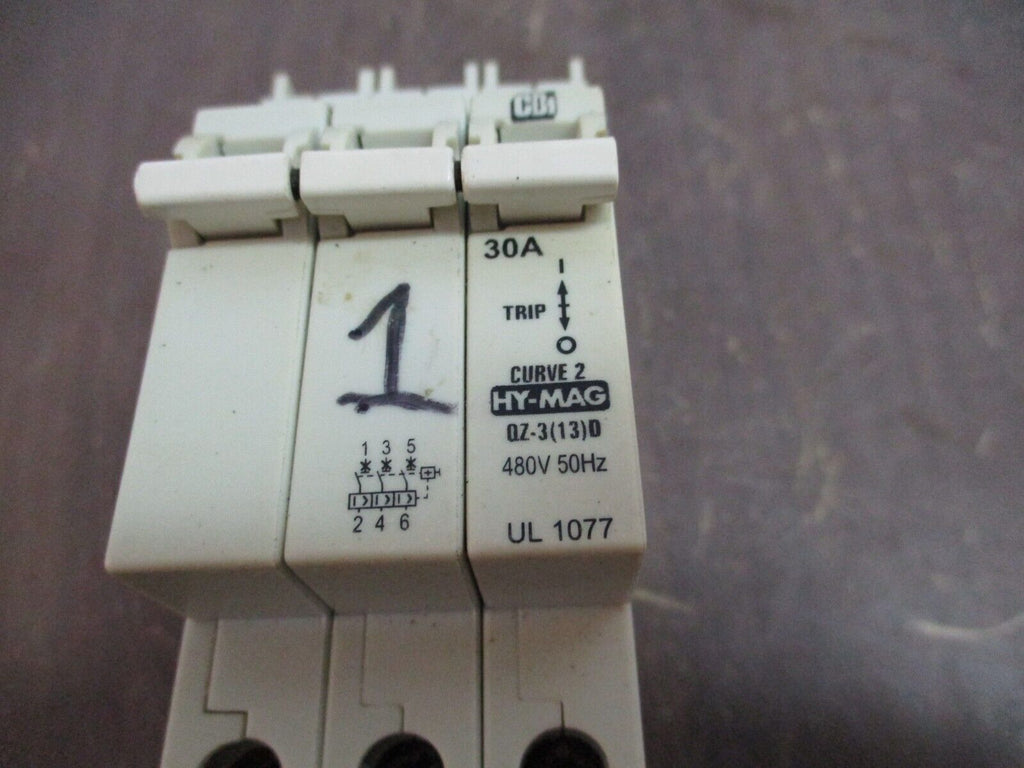 CBi
30A
I
TRIP
O
CURVE 2
HY-MAG
QZ-3(13)D
480V 50Hz
UL 1077
1
1 3 5
2 4 6